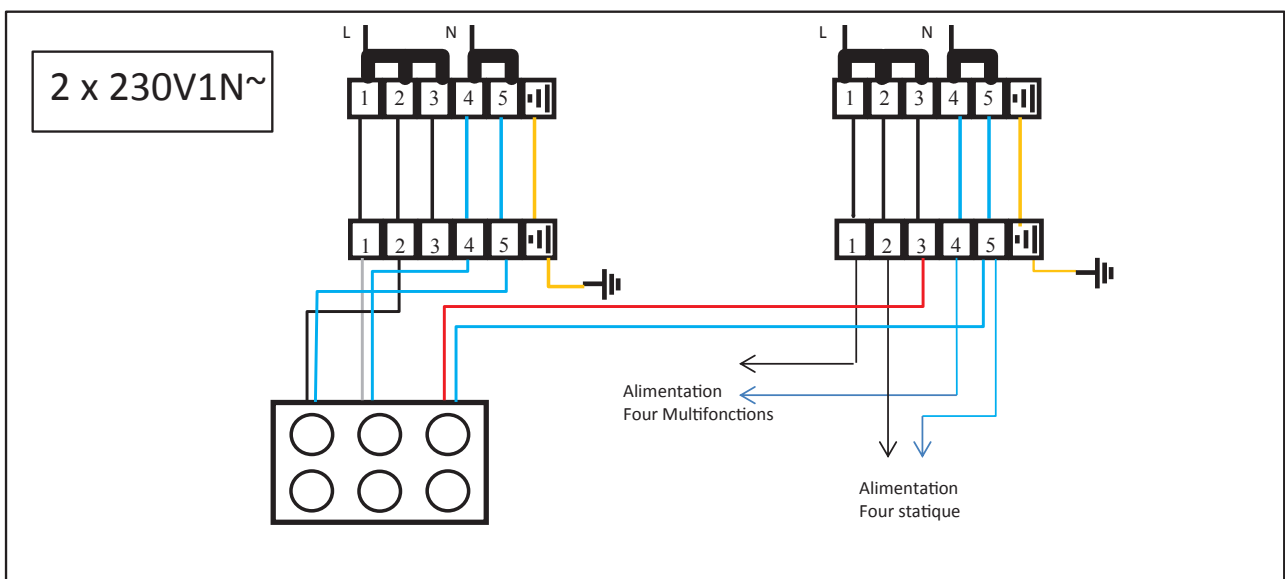 L N L N
2 x 230V1N~
1 2 3 4 5 1 2 3 4 5
1 2 3 4 5 1 2 3 4 5
Alimentation
Four Multifonctions
Alimentation
Four statique